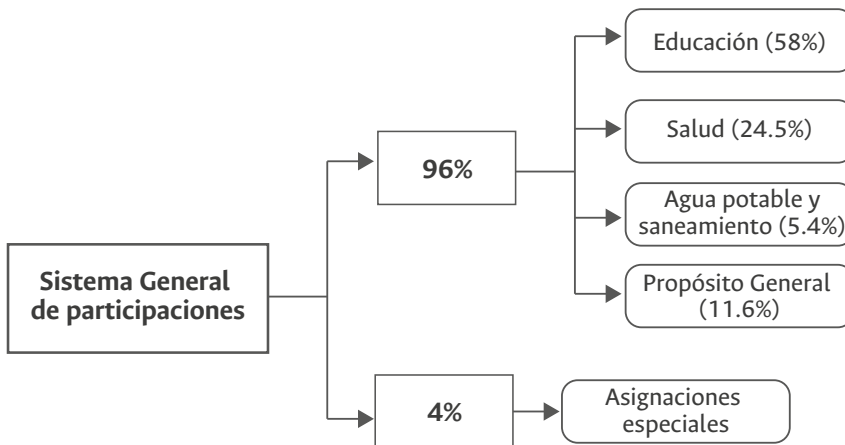 Educación (58%)
Salud (24.5%)
96%
Agua potable y
saneamiento (5.4%)
Sistema General
de participaciones
Propósito General
(11.6%)
4%
Asignaciones
especiales